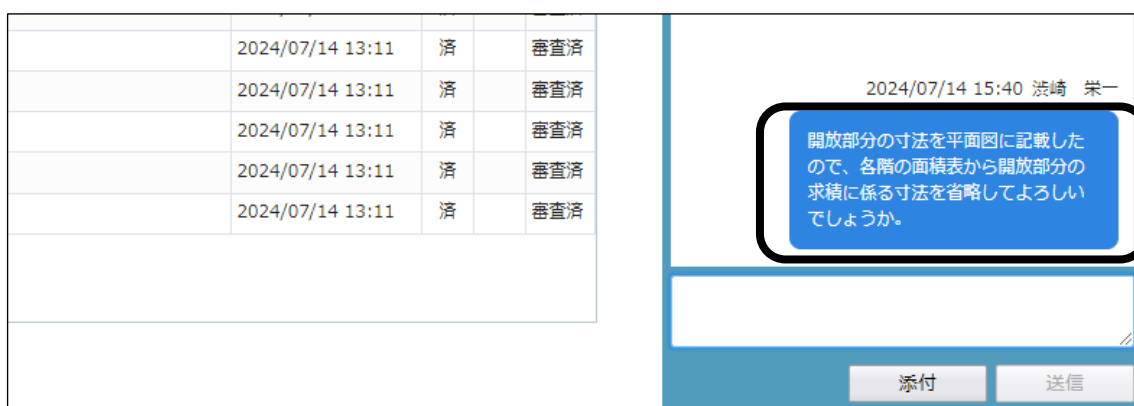 2024/07/14 13:11 済 審査済
2024/07/14 13:11 済 審査済
2024/07/14 13:11 済 審査済
2024/07/14 13:11 済 審査済
2024/07/14 13:11 済 審査済
2024/07/14 15:40 渋崎　栄一
開放部分の寸法を平面図に記載した
ので、各階の面積表から開放部分の
求積に係る寸法を省略してよろしい
でしょうか。
添付
送信